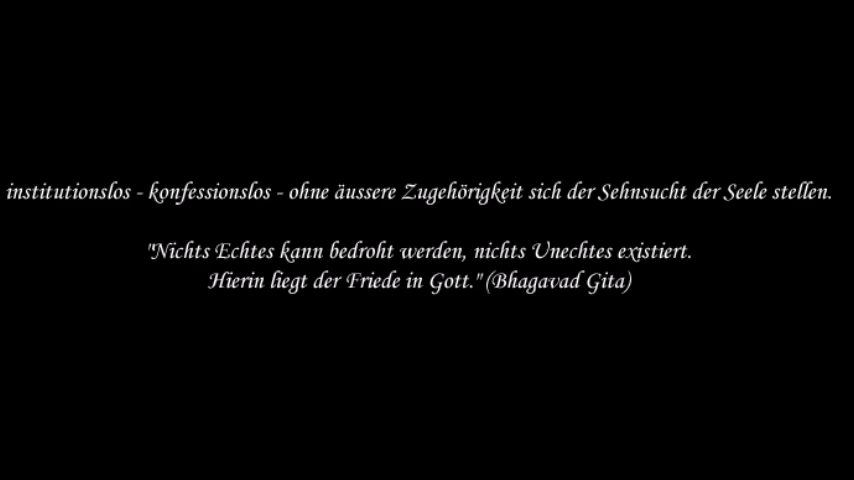 institutionslos - konfessionslos - ohne äussere Zugehörigkeit sich der Sehnsucht der Seele stellen.
"Nichts Echtes kann bedroht werden, nichts Unechtes existiert.
Hierin liegt der Friede in Gott." (Bhagavad Gita)